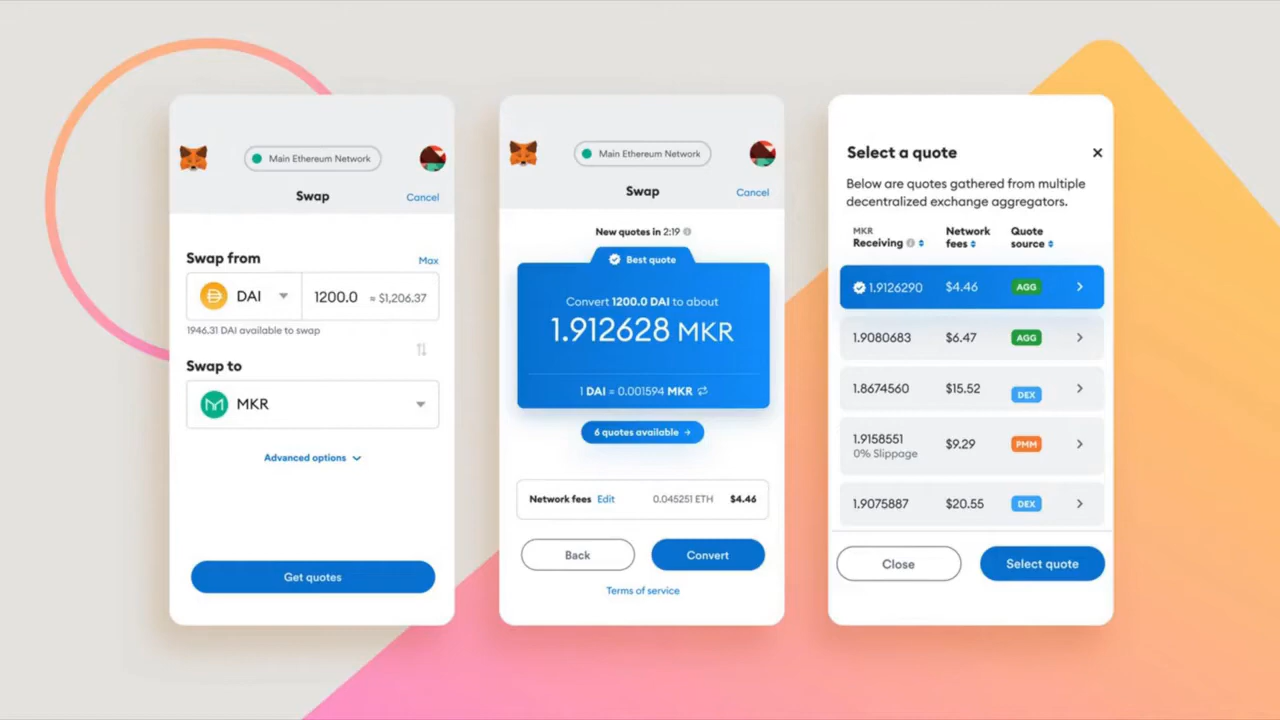 Main Ethereum Network
Swap
Cancel
Swap from
Max
DAI
1200.0
≈ $1,206.37
1946.31 DAI available to swap
Swap to
MKR
Advanced options
Get quotes
Main Ethereum Network
Swap
Cancel
New quotes in 2:19
Best quote
Convert 1200.0 DAI to about
1.912628 MKR
1 DAI = 0.001594 MKR
6 quotes available →
Network fees Edit 0.045251 ETH $4.46
Back
Convert
Terms of service
Select a quote
Below are quotes gathered from multiple
decentralized exchange aggregators.
MKR
Receiving
Network
fees
Quote
source
1.9126290 $4.46 AGG
1.9080683 $6.47 AGG
1.8674560 $15.52 DEX
1.9158551 $9.29 PMM
0% Slippage
1.9075887 $20.55 DEX
Close
Select quote